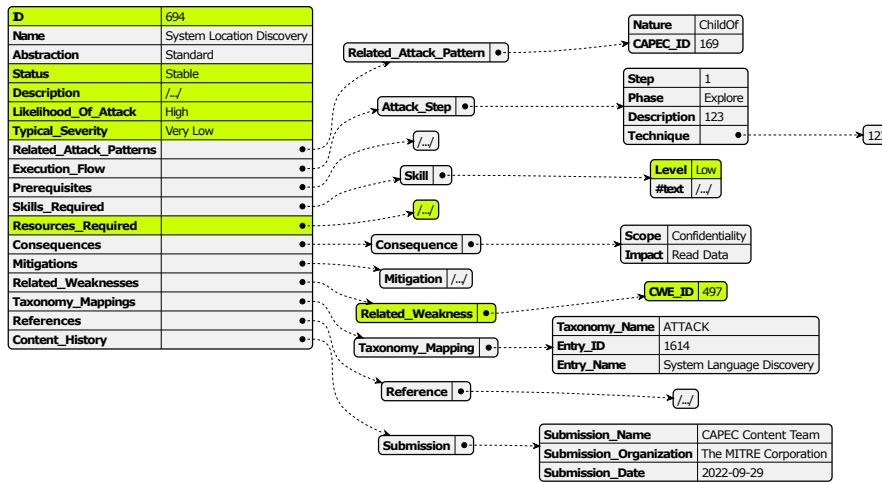 ID 694
Name System Location Discovery
Abstraction Standard
Status Stable
Description /.../
Likelihood_Of_Attack High
Typical_Severity Very Low
Related_Attack_Patterns
Execution_Flow
Prerequisites
Skills_Required
Resources_Required
Consequences
Mitigations
Related_Weaknesses
Taxonomy_Mappings
References
Content_History
Related_Attack_Pattern
Nature ChildOf
CAPEC_ID 169
Attack_Step
Step 1
Phase Explore
Description 123
Technique
/.../
Skill
Level Low
#text /.../
/.../
Consequence
Scope Confidentiality
Impact Read Data
Mitigation /.../
Related_Weakness
CWE_ID 497
Taxonomy_Mapping
Taxonomy_Name ATTACK
Entry_ID 1614
Entry_Name System Language Discovery
Reference
/.../
Submission
Submission_Name CAPEC Content Team
Submission_Organization The MITRE Corporation
Submission_Date 2022-09-29